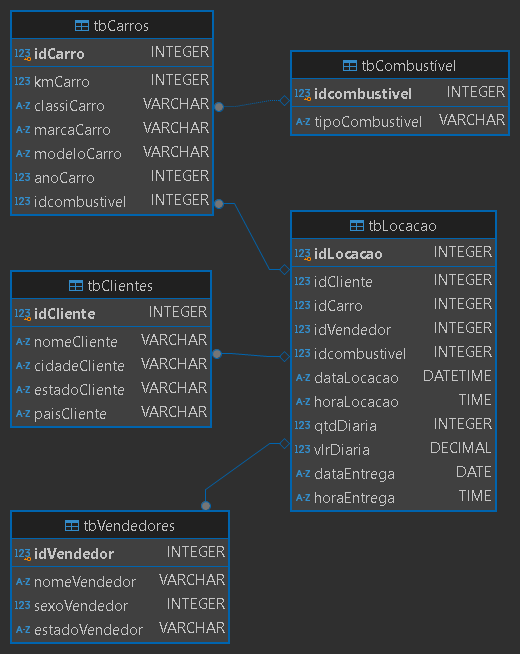 tbCarros
123 idCarro INTEGER
123 kmCarro INTEGER
A-Z classiCarro VARCHAR
A-Z marcaCarro VARCHAR
A-Z modeloCarro VARCHAR
123 anoCarro INTEGER
123 idcombustivel INTEGER
tbCombustível
123 idcombustivel INTEGER
A-Z tipoCombustivel VARCHAR
tbLocacao
123 idLocacao INTEGER
123 idCliente INTEGER
123 idCarro INTEGER
123 idVendedor INTEGER
123 idcombustivel INTEGER
A-Z dataLocacao DATETIME
A-Z horaLocacao TIME
123 qtdDiaria INTEGER
123 vlrDiaria DECIMAL
A-Z dataEntrega DATE
A-Z horaEntrega TIME
tbClientes
123 idCliente INTEGER
A-Z nomeCliente VARCHAR
A-Z cidadeCliente VARCHAR
A-Z estadoCliente VARCHAR
A-Z paisCliente VARCHAR
tbVendedores
123 idVendedor INTEGER
A-Z nomeVendedor VARCHAR
123 sexoVendedor INTEGER
A-Z estadoVendedor VARCHAR